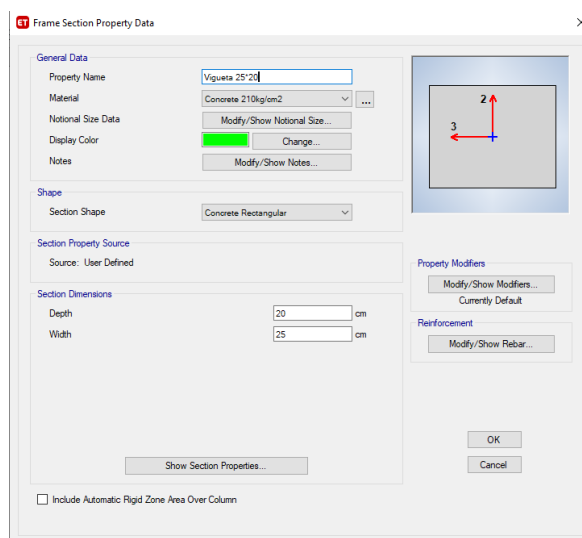 ET Frame Section Property Data
General Data
Property Name Vigueta 25*20
Material Concrete 210kg/cm2 ...
Notional Size Data Modify/Show Notional Size...
Display Color Change...
Notes Modify/Show Notes...
2
3
Shape
Section Shape Concrete Rectangular
Section Property Source
Source: User Defined
Property Modifiers
Modify/Show Modifiers...
Currently Default
Section Dimensions
Depth 20 cm
Width 25 cm
Reinforcement
Modify/Show Rebar...
OK
Show Section Properties... Cancel
Include Automatic Rigid Zone Area Over Column